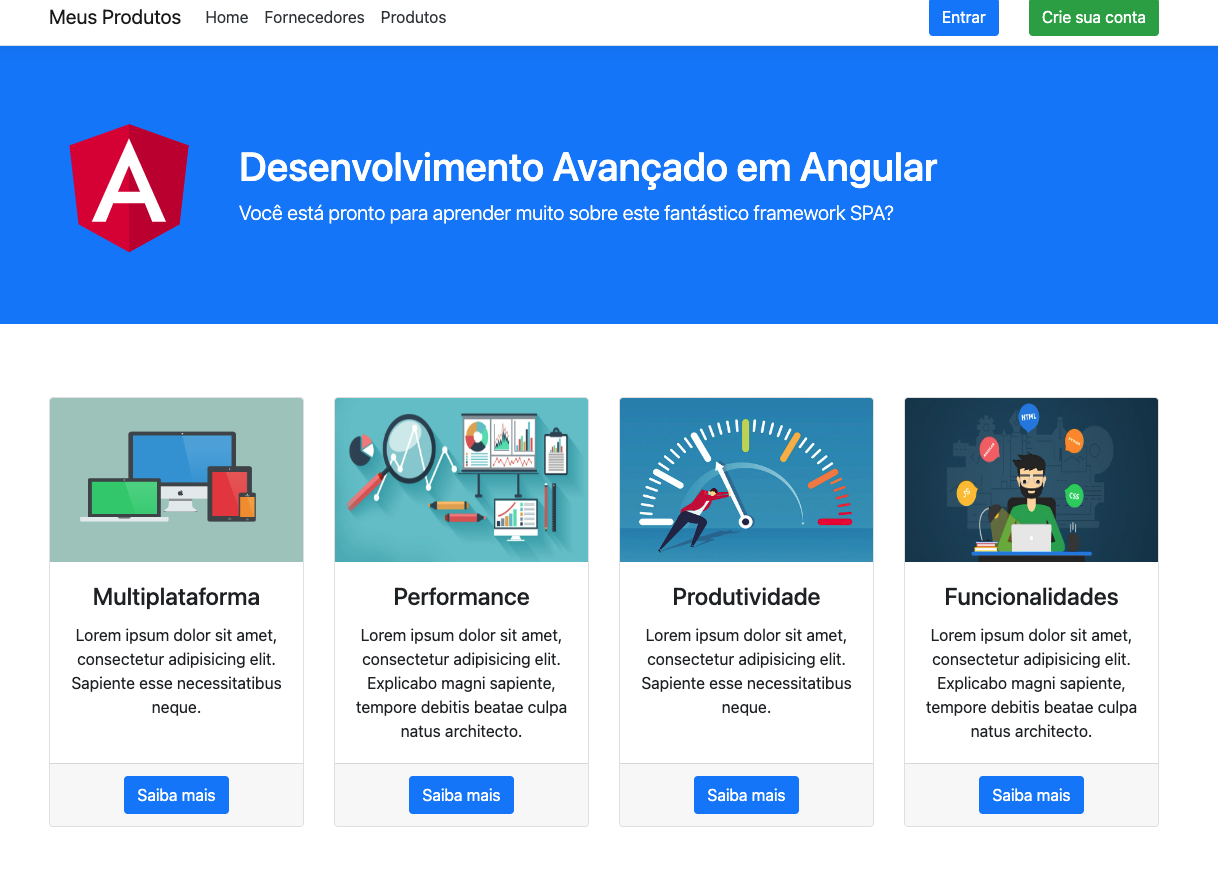 Meus Produtos Home Fornecedores Produtos Entrar Crie sua conta
A
Desenvolvimento Avançado em Angular
Você está pronto para aprender muito sobre este fantástico framework SPA?
HTML
CSS
Multiplataforma
Lorem ipsum dolor sit amet,
consectetur adipisicing elit.
Sapiente esse necessitatibus
neque.
Saiba mais
Performance
Lorem ipsum dolor sit amet,
consectetur adipisicing elit.
Explicabo magni sapiente,
tempore debitis beatae culpa
natus architecto.
Saiba mais
Produtividade
Lorem ipsum dolor sit amet,
consectetur adipisicing elit.
Sapiente esse necessitatibus
neque.
Saiba mais
Funcionalidades
Lorem ipsum dolor sit amet,
consectetur adipisicing elit.
Explicabo magni sapiente,
tempore debitis beatae culpa
natus architecto.
Saiba mais